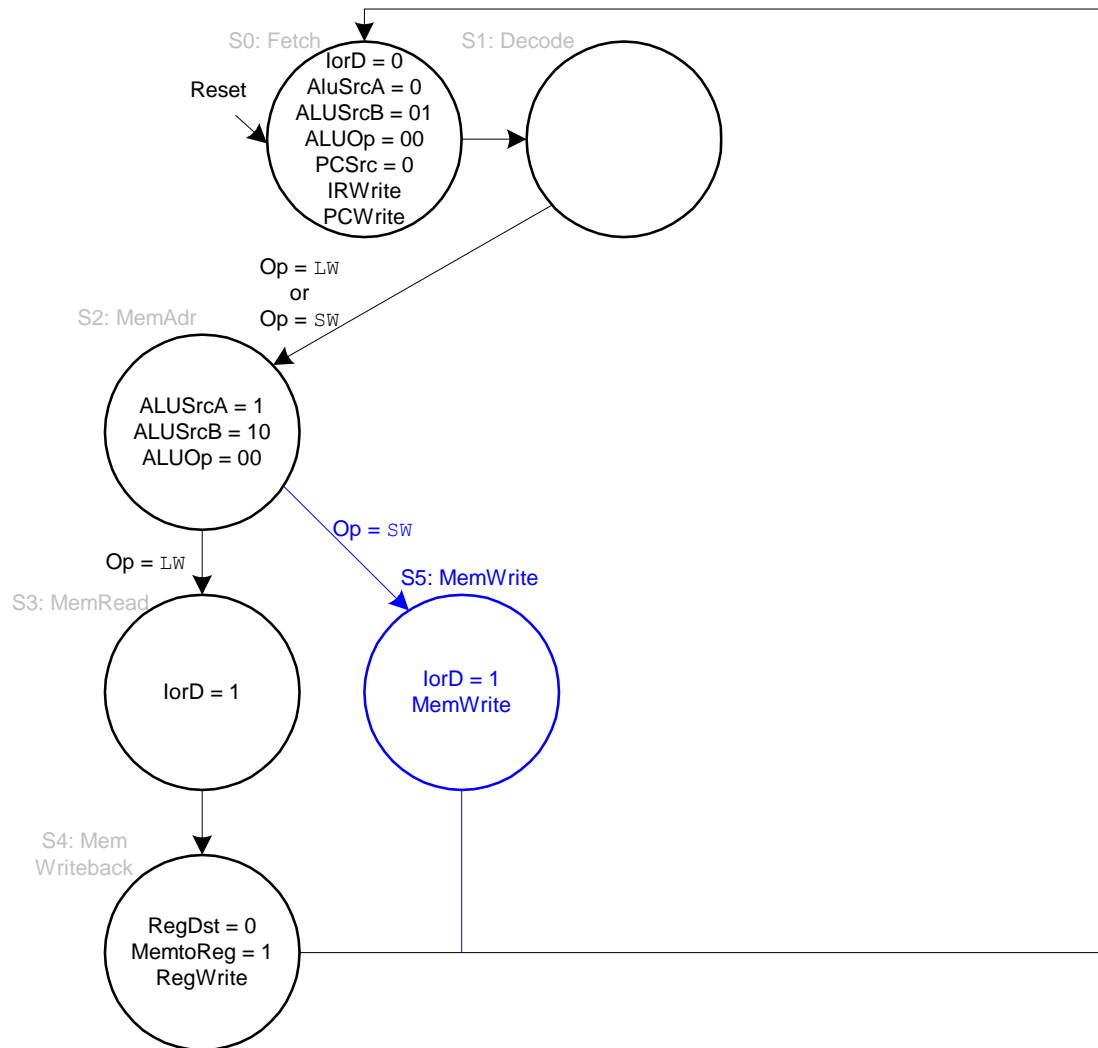 S0: Fetch
S1: Decode
Reset
IorD = 0
AluSrcA = 0
ALUSrcB = 01
ALUOp = 00
PCSrc = 0
IRWrite
PCWrite
Op = LW
or
Op = SW
S2: MemAdr
ALUSrcA = 1
ALUSrcB = 10
ALUOp = 00
Op = SW
Op = LW
S5: MemWrite
S3: MemRead
IorD = 1
IorD = 1
MemWrite
S4: Mem
Writeback
RegDst = 0
MemtoReg = 1
RegWrite